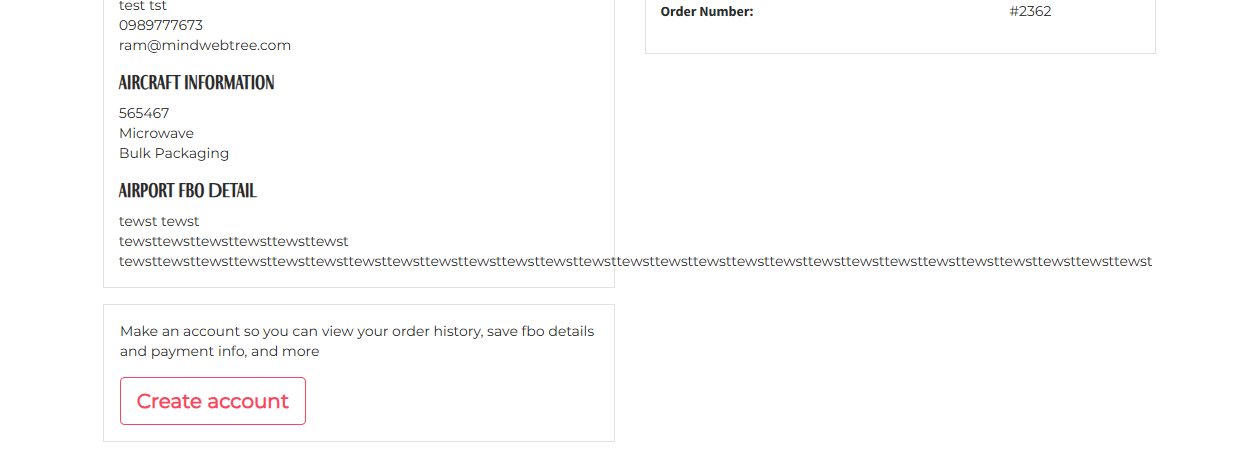 test tst
0989777673
ram@mindwebtree.com
AIRCRAFT INFORMATION
565467
Microwave
Bulk Packaging
AIRPORT FBO DETAIL
tewst tewst
tewsttewsttewsttewsttewsttewst
tewsttewsttewsttewsttewsttewsttewsttewsttewsttewsttewsttewsttewsttewsttewsttewsttewsttewsttewsttewsttewsttewsttewsttewsttewsttewsttewst
Make an account so you can view your order history, save fbo details
and payment info, and more
Create account
Order Number: #2362